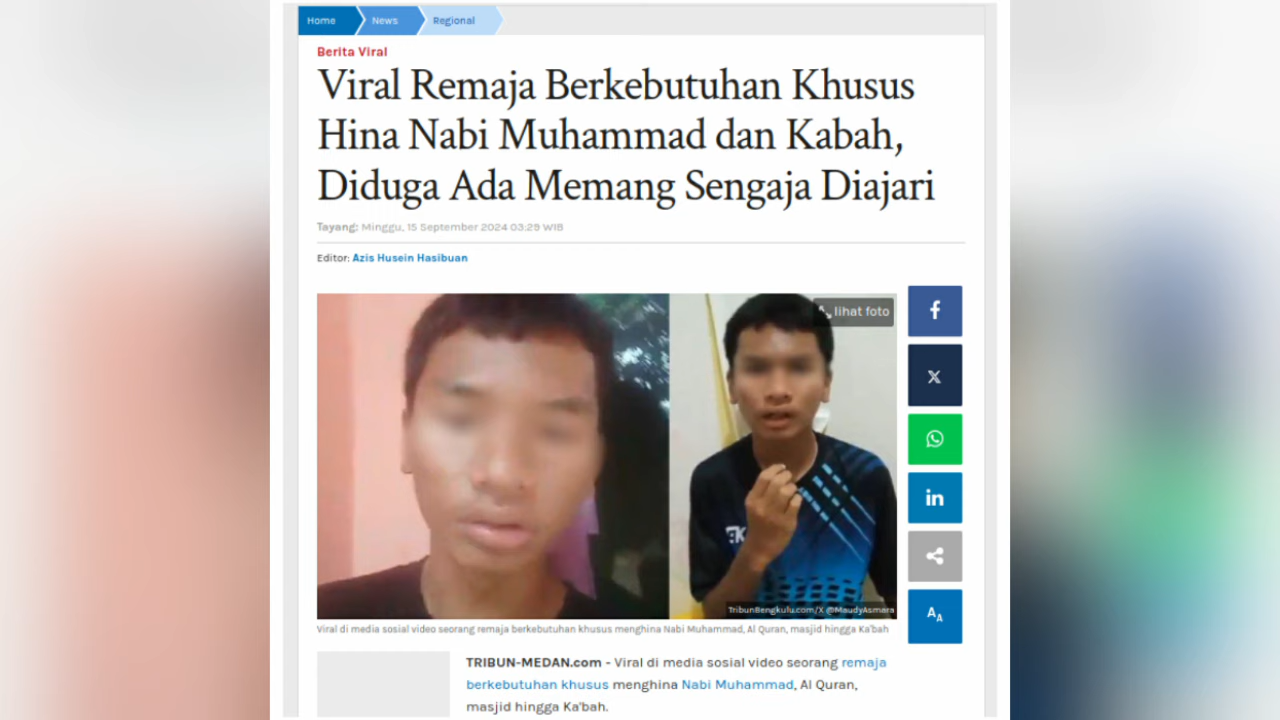 Home
News
Regional
Berita Viral
Viral Remaja Berkebutuhan Khusus
Hina Nabi Muhammad dan Kabah,
Diduga Ada Memang Sengaja Diajari
Tayang: Minggu, 15 September 2024 03:29 WIB
Editor: Azis Husein Hasibuan
lihat foto
TribunBengkulu.com/X @MaudyAsmara
Viral di media sosial video seorang remaja berkebutuhan khusus menghina Nabi Muhammad, Al Quran, masjid hingga Ka'bah
TRIBUN-MEDAN.com - Viral di media sosial video seorang remaja
berkebutuhan khusus menghina Nabi Muhammad, Al Quran,
masjid hingga Ka'bah.